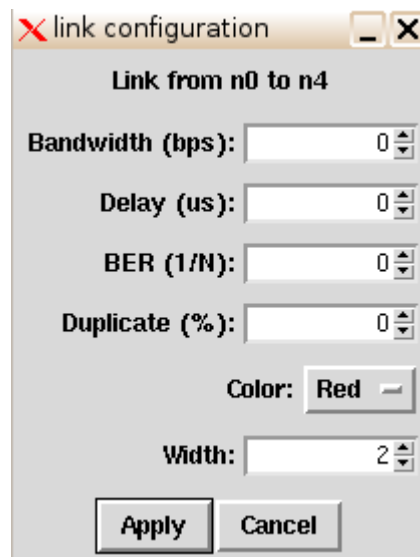 link configuration
Link from n0 to n4
Bandwidth (bps): 0
Delay (us): 0
BER (1/N): 0
Duplicate (%): 0
Color: Red
Width: 2
Apply Cancel